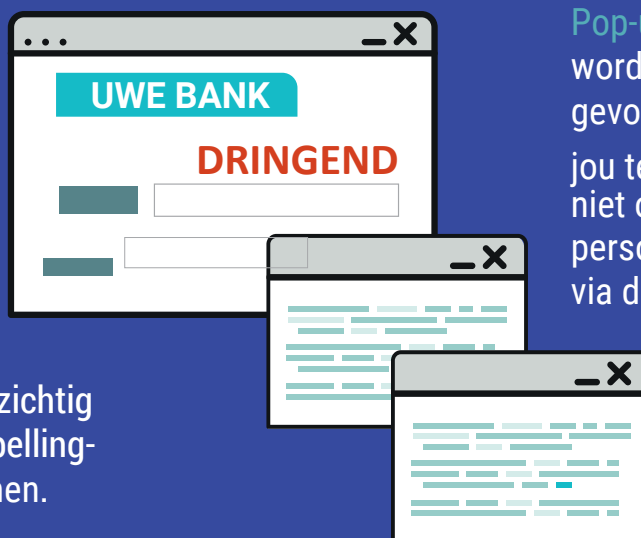 UWE BANK
DRINGEND
Pop-
word
gevo
jou te
niet
perso
via d
zichtig
pelling-
nen.